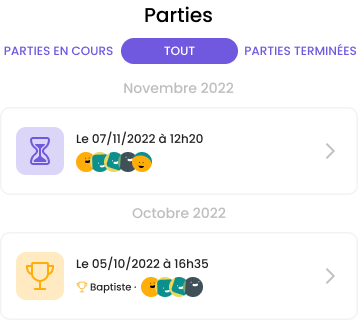 Parties
PARTIES EN COURS TOUT PARTIES TERMINÉES
Novembre 2022
Le 07/11/2022 à 12h20
Octobre 2022
Le 05/10/2022 à 16h35
Baptiste ·